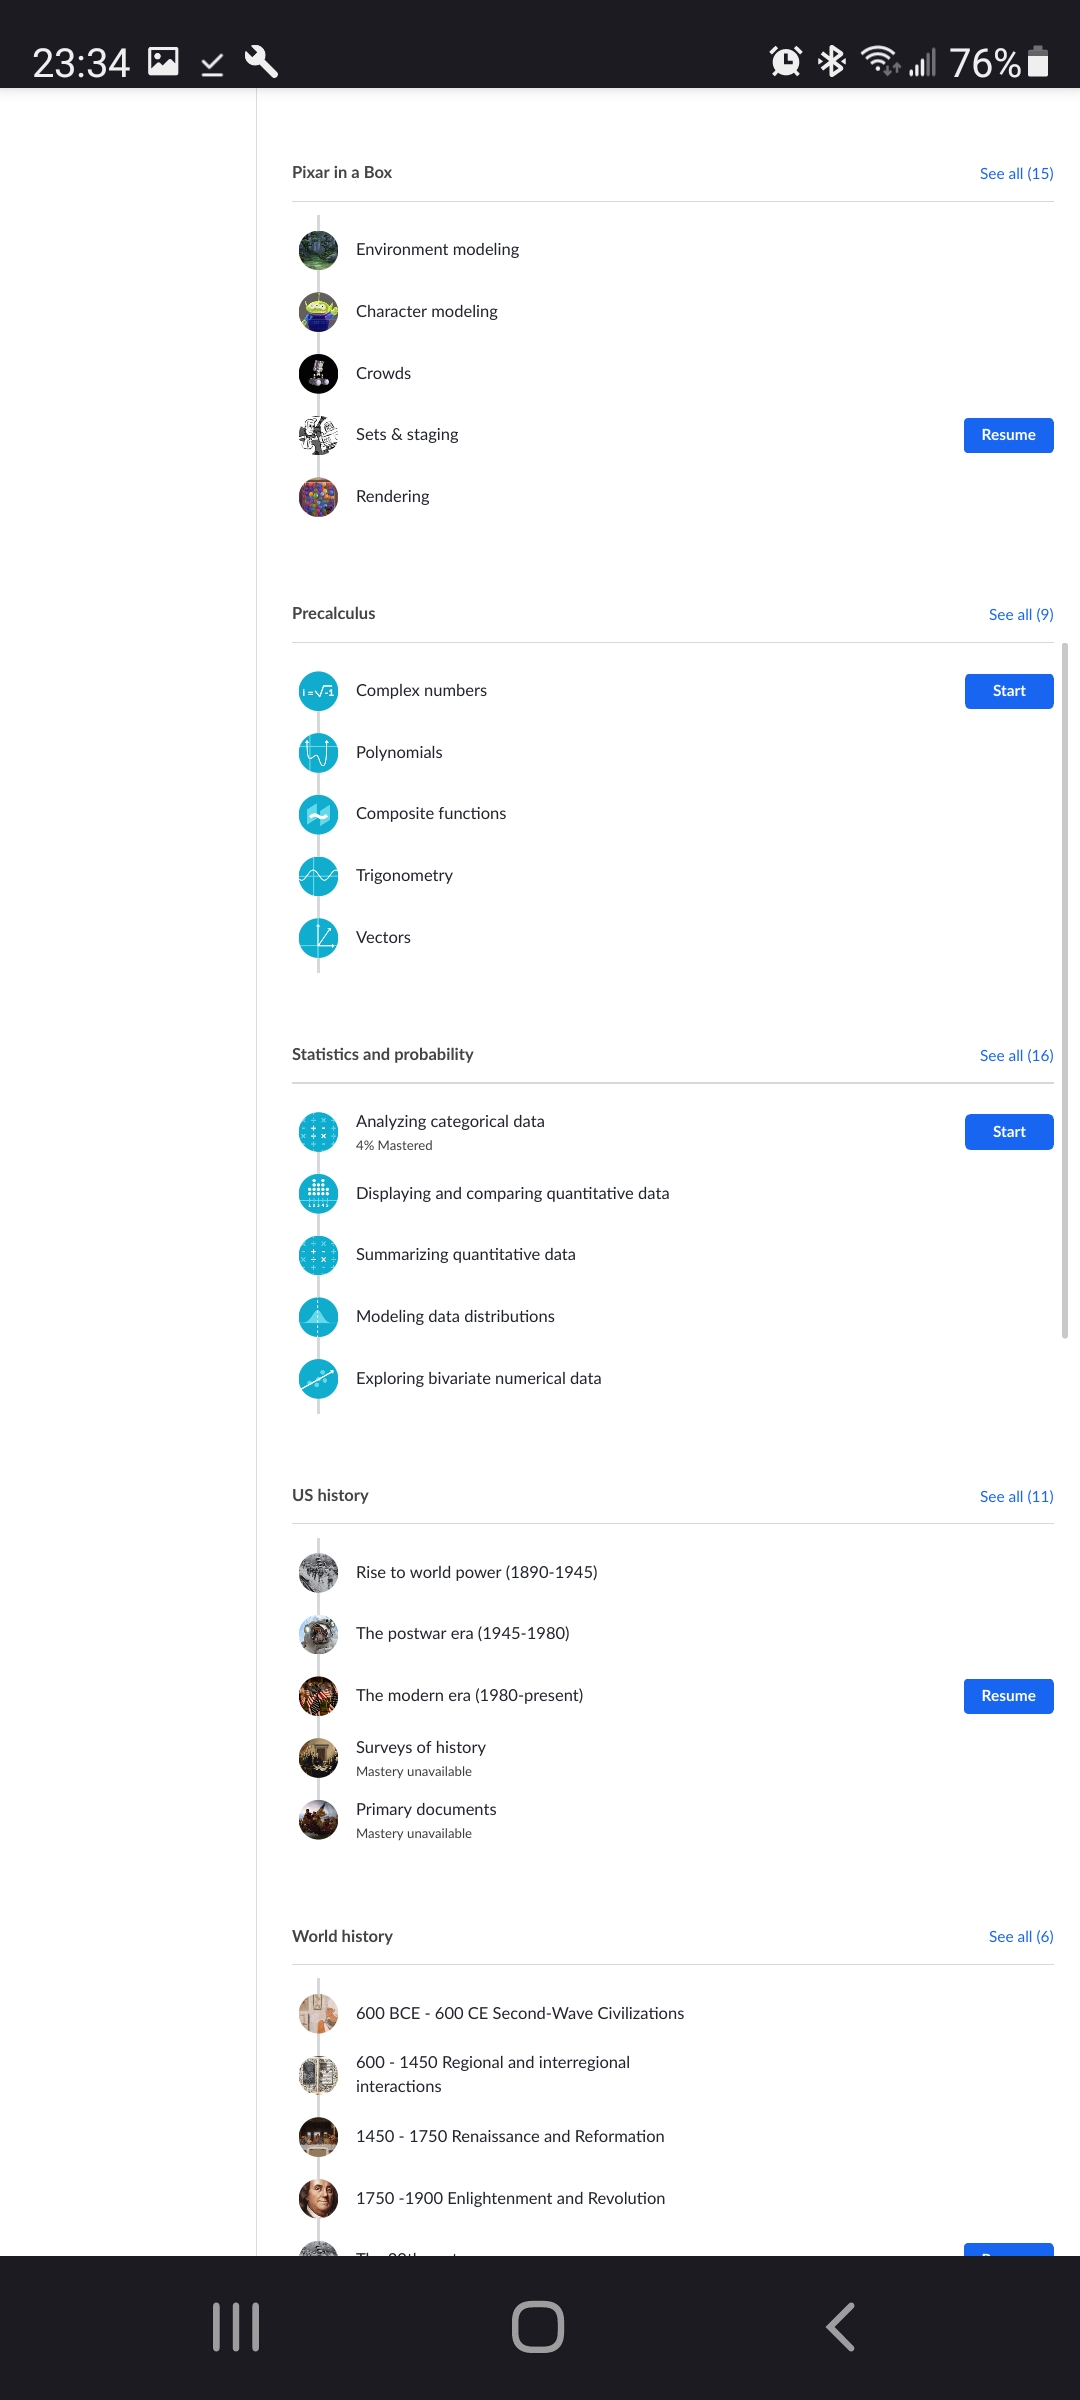 23:34
76%
Pixar in a Box
See all (15)
Environment modeling
Character modeling
Crowds
Sets & staging
Resume
Rendering
Precalculus
See all (9)
i = √-1
Complex numbers
Start
Polynomials
Composite functions
Trigonometry
Vectors
Statistics and probability
See all (16)
Analyzing categorical data
Start
4% Mastered
Displaying and comparing quantitative data
Summarizing quantitative data
Modeling data distributions
Exploring bivariate numerical data
US history
See all (11)
Rise to world power (1890-1945)
The postwar era (1945-1980)
The modern era (1980-present)
Resume
Surveys of history
Mastery unavailable
Primary documents
Mastery unavailable
World history
See all (6)
600 BCE - 600 CE Second-Wave Civilizations
600 - 1450 Regional and interregional
interactions
1450 - 1750 Renaissance and Reformation
1750 -1900 Enlightenment and Revolution